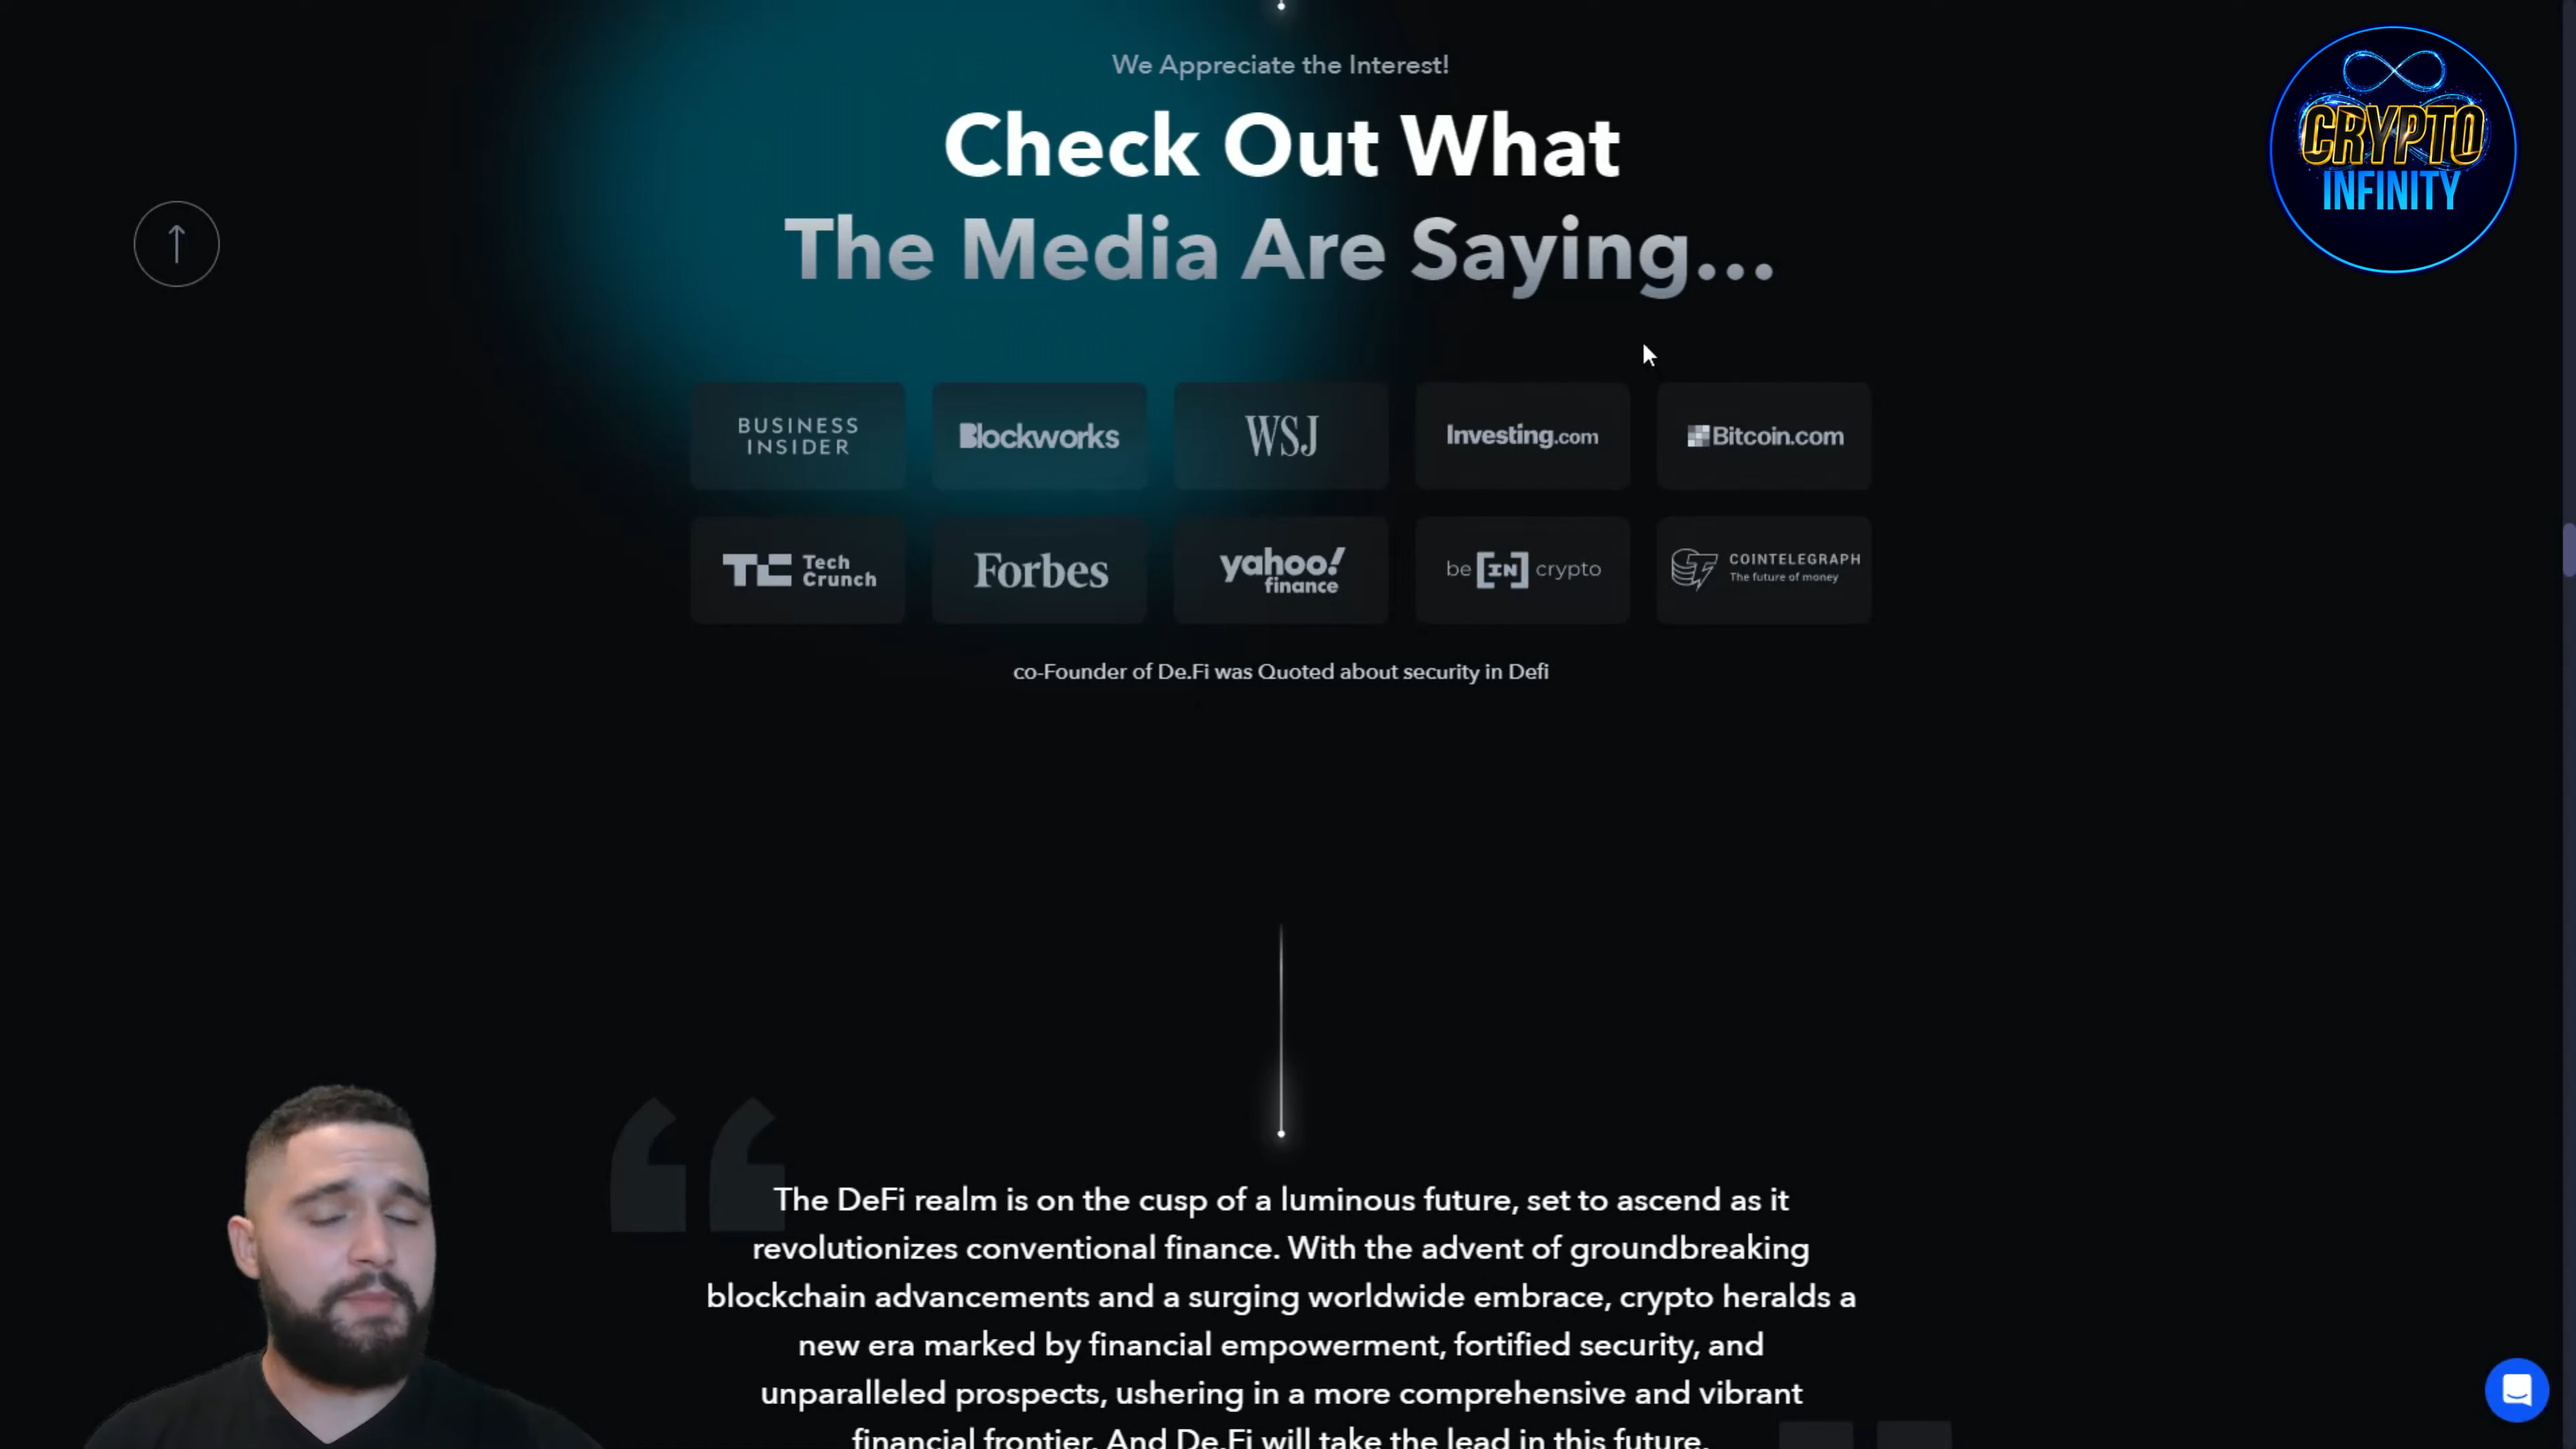 We Appreciate the Interest!
Check Out What
The Media Are Saying...
CRYPTO
INFINITY
BUSINESS
INSIDER
Blockworks
WSJ
Investing.com
Bitcoin.com
TC Tech
Crunch
Forbes
yahoo!
finance
be [IN] crypto
COINTELEGRAPH
The future of money
co-Founder of De.Fi was Quoted about security in Defi
The DeFi realm is on the cusp of a luminous future, set to ascend as it
revolutionizes conventional finance. With the advent of groundbreaking
blockchain advancements and a surging worldwide embrace, crypto heralds a
new era marked by financial empowerment, fortified security, and
unparalleled prospects, ushering in a more comprehensive and vibrant
financial frontier. And De.Fi will take the lead in this future.